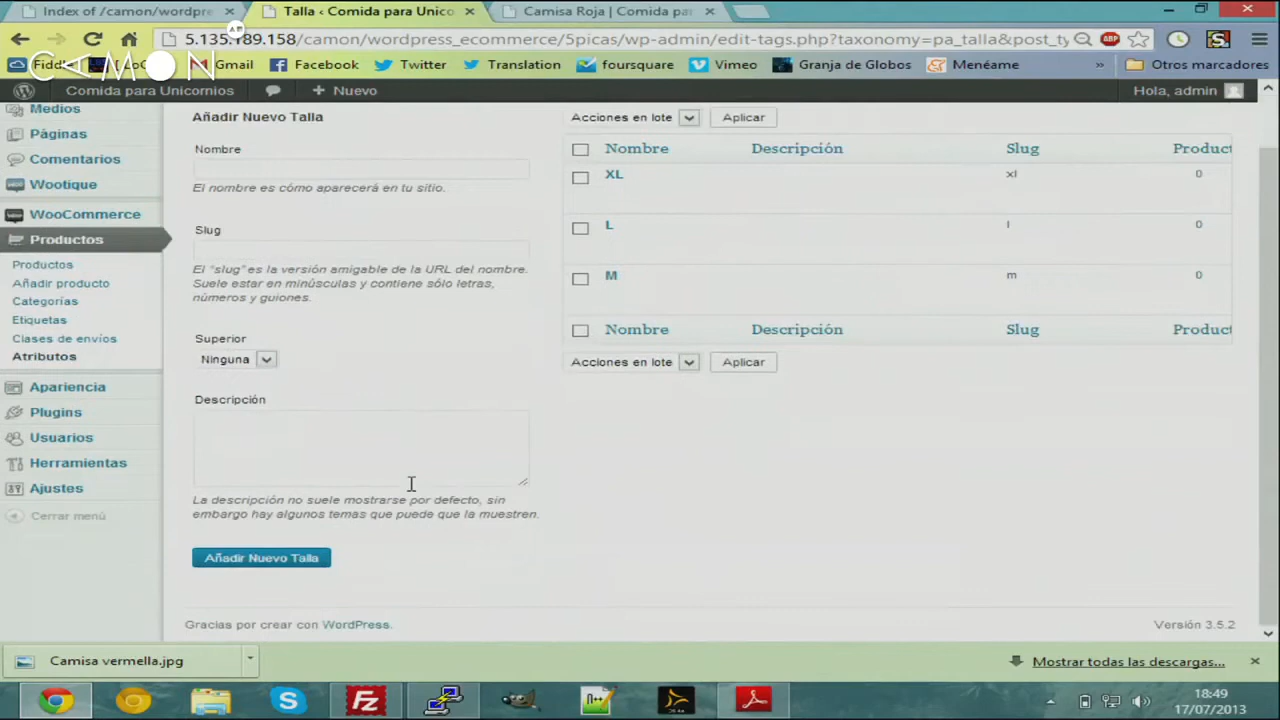 Index of /camon/wordpre
Talla ‹ Comida para Unico
Camisa Roja | Comida pa
5.135.189.158/camon/wordpress_ecommerce/5picas/wp-admin/edit-tags.php?taxonomy=pa_talla&post_ty
ABP
CAMON
Gmail
Facebook
Twitter
Translation
foursquare
Vimeo
Granja de Globos
Menéame
»
Otros marcadores
Comida para Unicornios
+ Nuevo
Hola, admin
Medios
Páginas
Comentarios
Wootique
WooCommerce
Productos
Productos
Añadir producto
Categorías
Etiquetas
Clases de envíos
Atributos
Apariencia
Plugins
Usuarios
Herramientas
Ajustes
Cerrar menú
Añadir Nuevo Talla
Nombre
El nombre es cómo aparecerá en tu sitio.
Slug
El “slug” es la versión amigable de la URL del nombre.
Suele estar en minúsculas y contiene sólo letras,
números y guiones.
Superior
Ninguna
Descripción
La descripción no suele mostrarse por defecto, sin
embargo hay algunos temas que puede que la muestren.
Añadir Nuevo Talla
Acciones en lote Aplicar
Nombre Descripción Slug Product
XL xl 0
L l 0
M m 0
Nombre Descripción Slug Product
Acciones en lote Aplicar
Gracias por crear con WordPress.
Versión 3.5.2
Camisa vermella.jpg
Mostrar todas las descargas...
18:49
17/07/2013